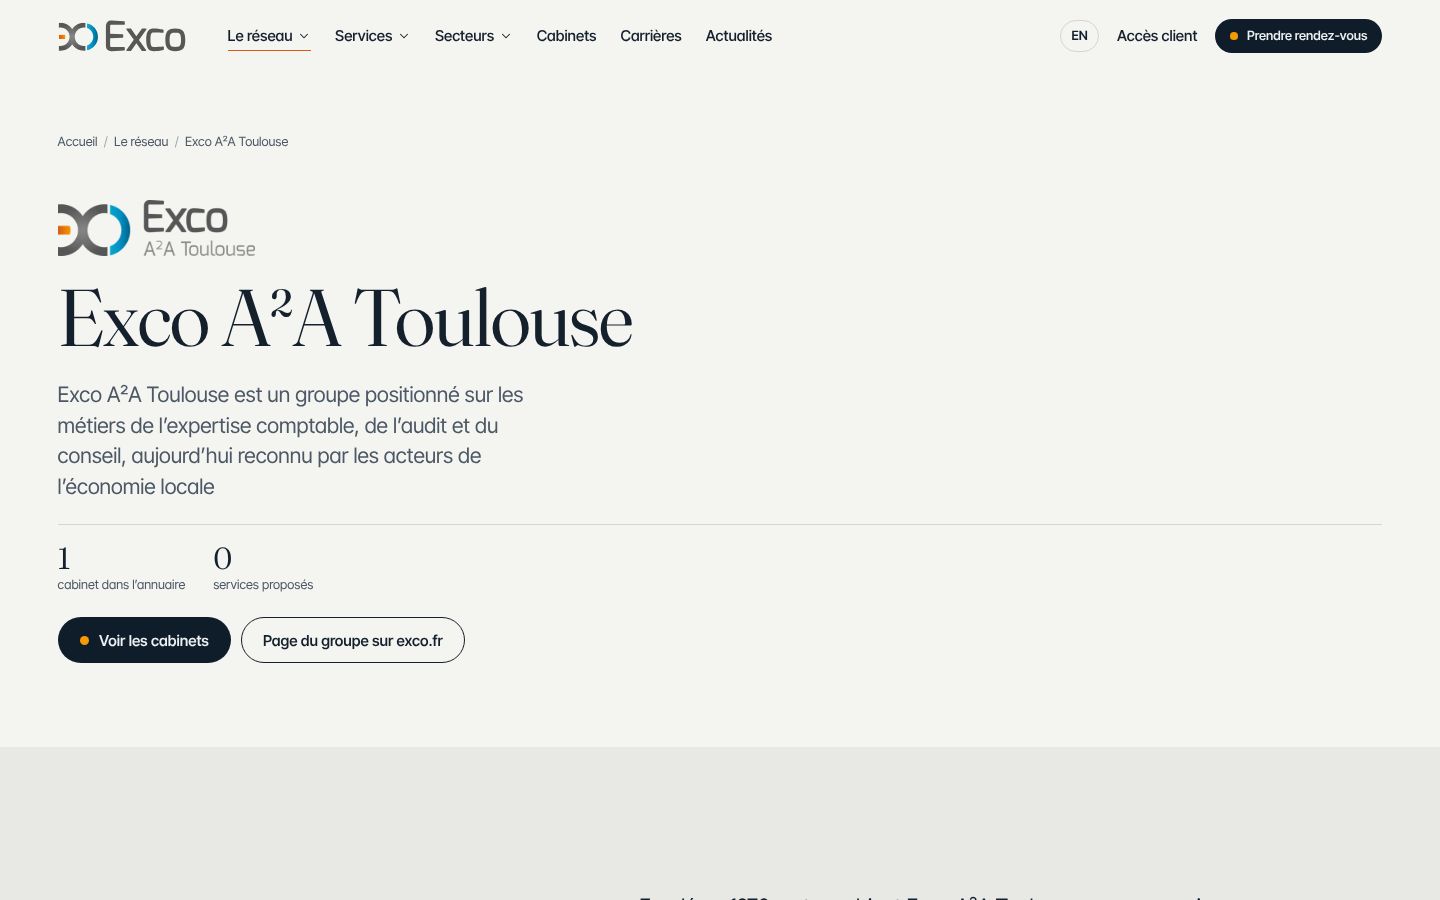 Exco
Le réseau
Services
Secteurs
Cabinets
Carrières
Actualités
EN
Accès client
Prendre rendez-vous
Accueil / Le réseau / Exco A²A Toulouse
Exco
A²A Toulouse
Exco A²A Toulouse
Exco A²A Toulouse est un groupe positionné sur les
métiers de l’expertise comptable, de l’audit et du
conseil, aujourd’hui reconnu par les acteurs de
l’économie locale
1
cabinet dans l’annuaire
0
services proposés
Voir les cabinets
Page du groupe sur exco.fr